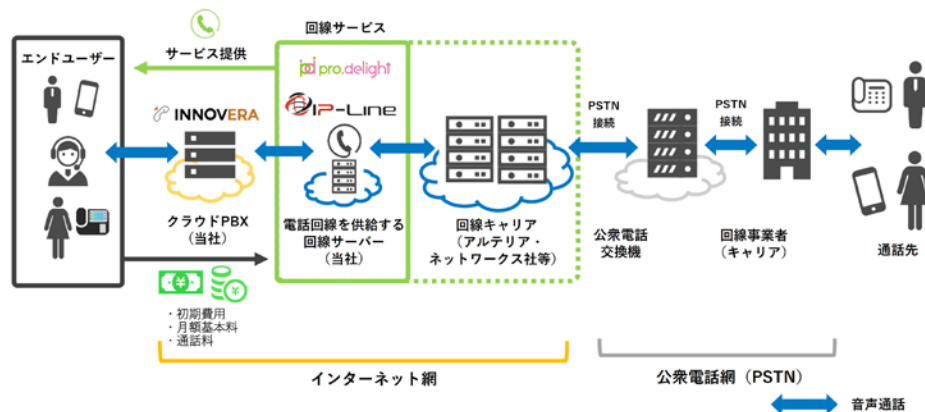 回線サービス
エンドユーザー
サービス提供
pro.delight
INNOVERA
IP-Line
PSTN
接続
PSTN
接続
クラウドPBX
（当社）
電話回線を供給する
回線サーバー
（当社）
回線キャリア
（アルテリア・
ネットワークス社等）
公衆電話
交換機
回線事業者
（キャリア）
通話先
・初期費用
・月額基本料
・通話料
インターネット網
公衆電話網（PSTN）
音声通話